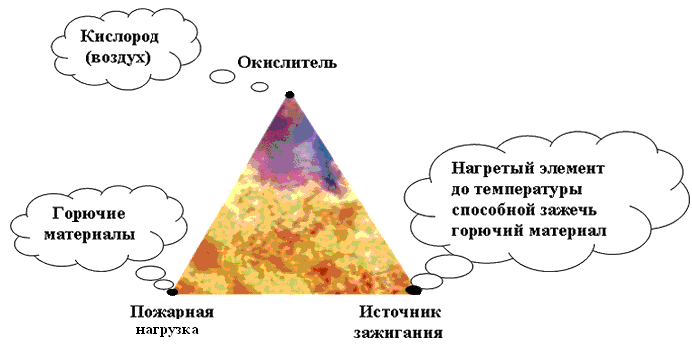 Кислород
(воздух)
Окислитель
Нагретый элемент
до температуры
способной зажечь
горючий материал
Горючие
материалы
Пожарная
нагрузка
Источник
зажигания